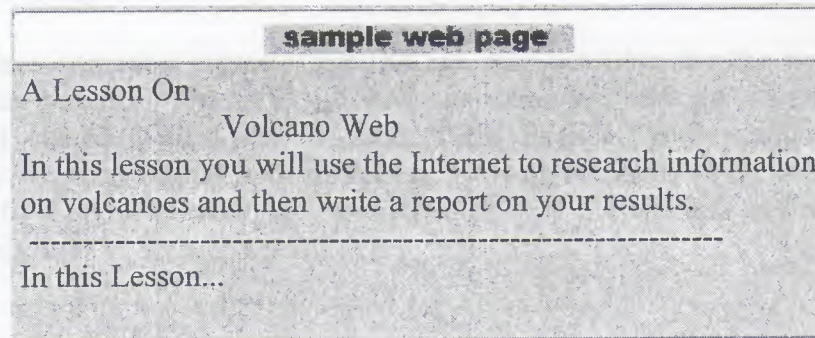 sample web page
A Lesson On
Volcano Web
In this lesson you will use the Internet to research information
on volcanoes and then write a report on your results.
----------------------------------------------------------------
In this Lesson...